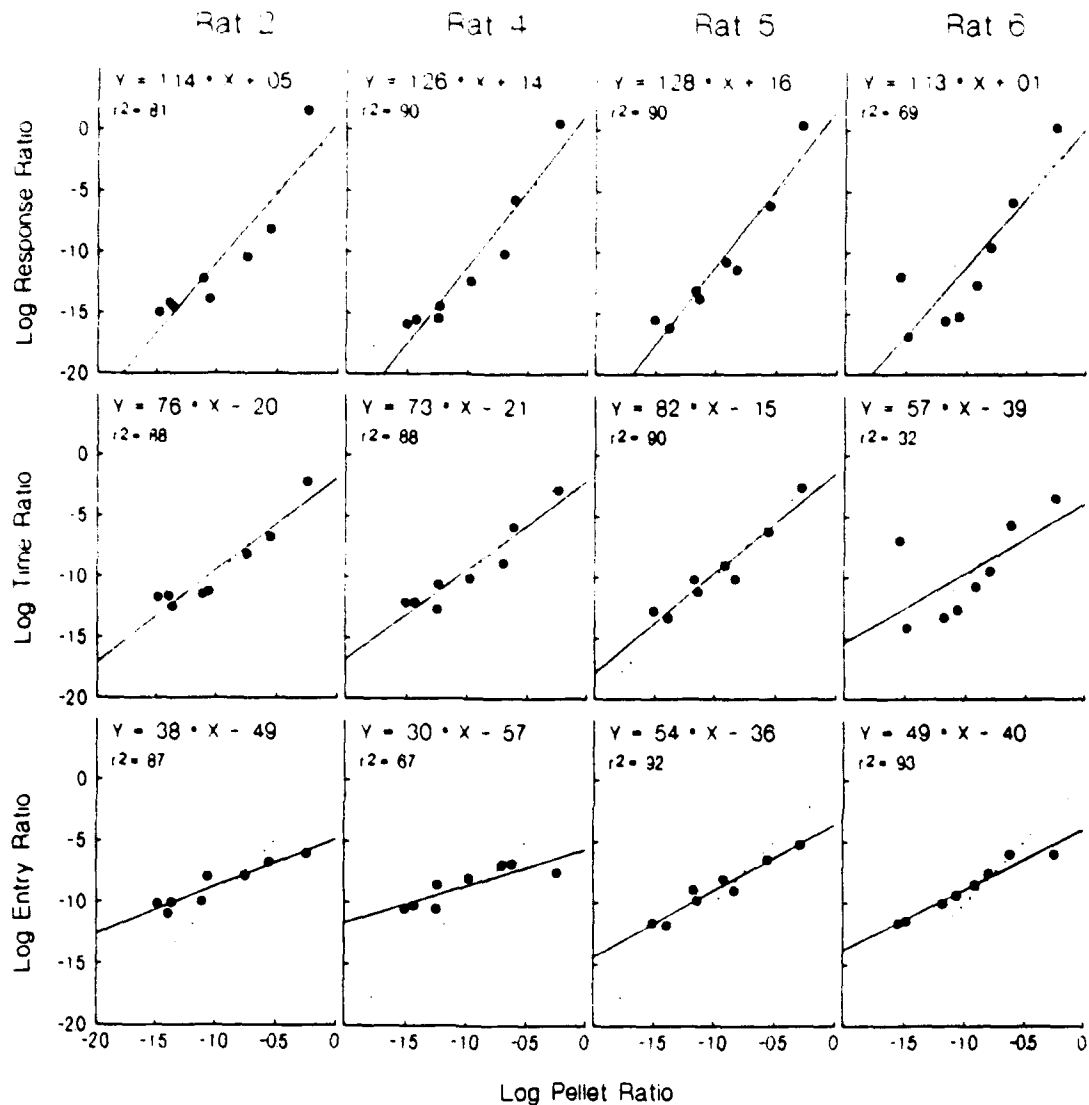 Rat 2 Rat 4 Rat 5 Rat 6
Y = 1 14 * X + 05 Y = 126 * X + 14 Y = 128 * X + 16 Y = 1 13 * X + 01
r2= 81 r2= 90 r2= 90 r2= 69
Log Response Ratio
0
-5
-10
-15
-20
Y = 76 * X - 20 Y = 73 * X - 21 Y = 82 * X - 15 Y = 57 * X - 39
r2= 88 r2= 88 r2= 90 r2= 32
Log Time Ratio
0
-5
-10
-15
-20
Y = 38 * X - 49 Y = 30 * X - 57 Y = 54 * X - 36 Y = 49 * X - 40
r2= 87 r2= 67 r2= 92 r2= 93
Log Entry Ratio
0
-5
-10
-15
-20
-20 -15 -10 -05 0 -15 -10 -05 0 -15 -10 -05 0 -15 -10 -05 0
Log Pellet Ratio